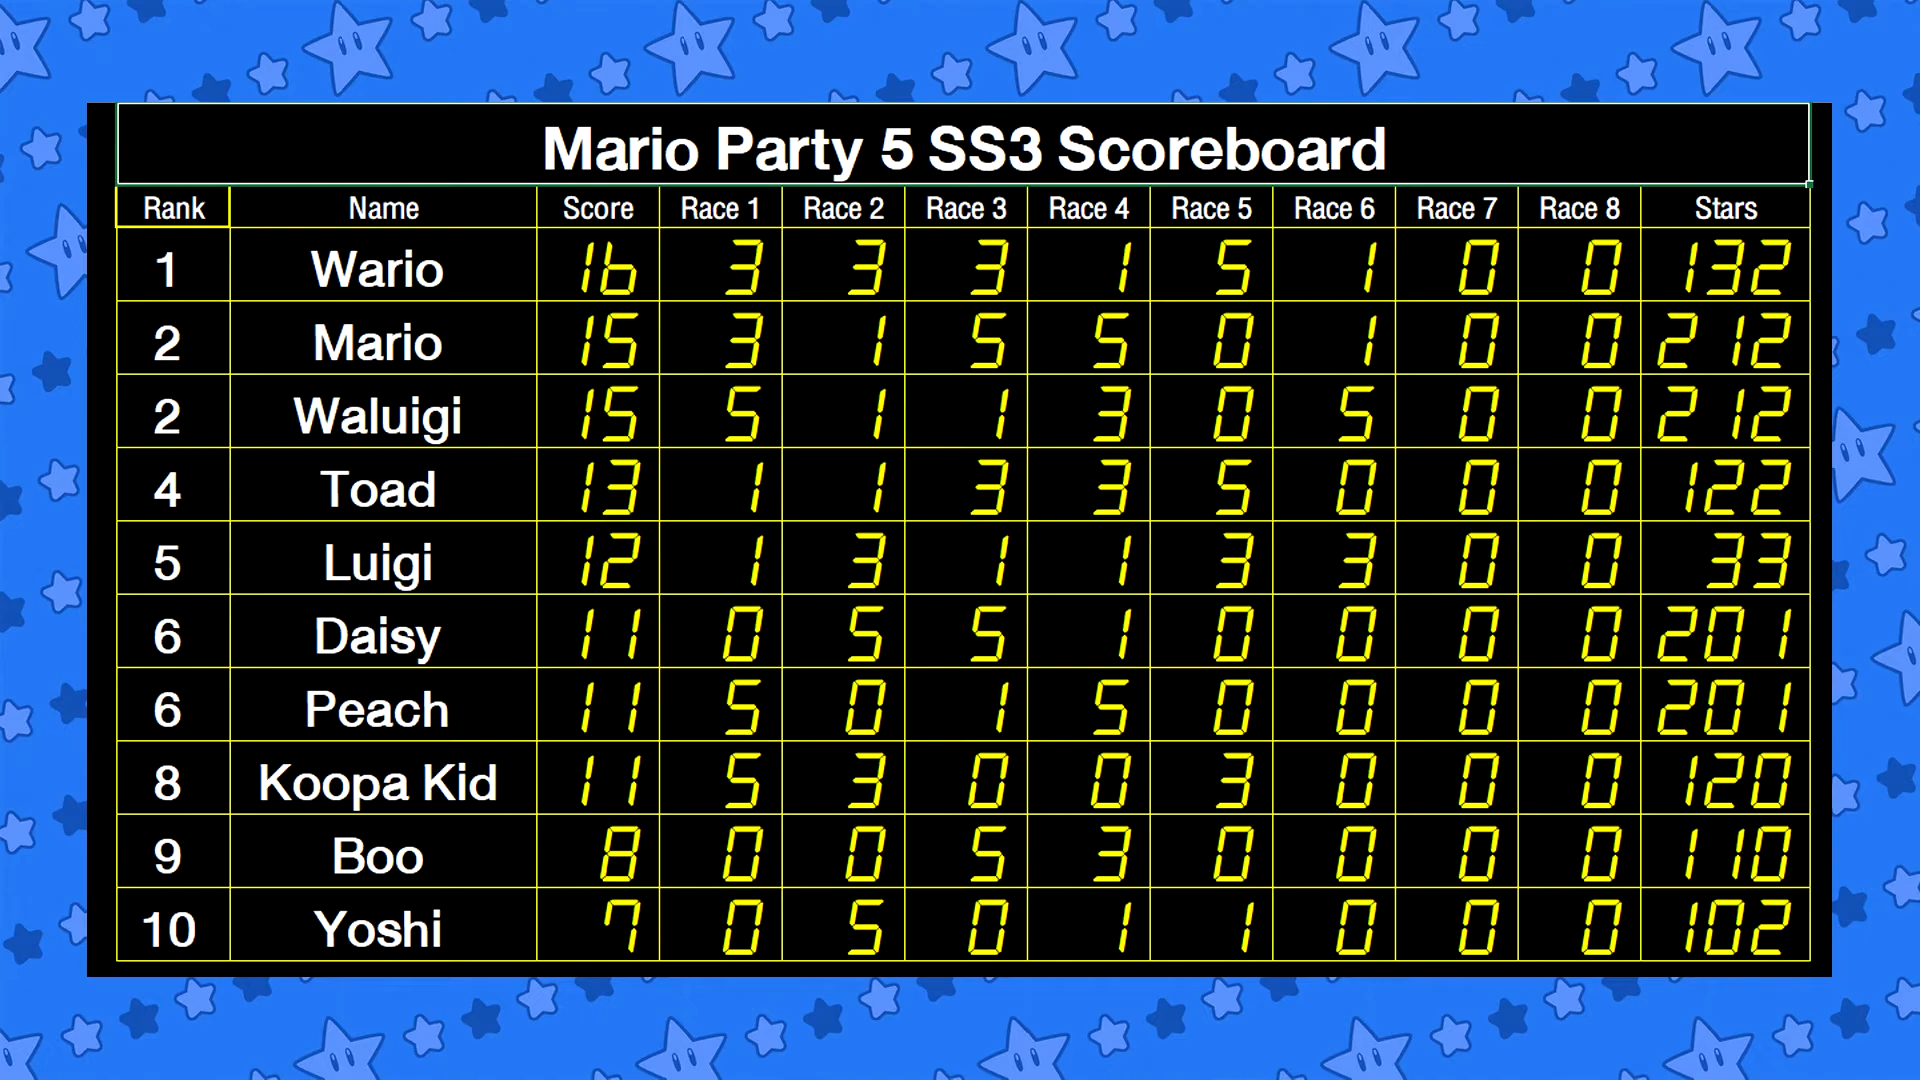 Mario Party 5 SS3 Scoreboard
Rank Name Score Race 1 Race 2 Race 3 Race 4 Race 5 Race 6 Race 7 Race 8 Stars
1 Wario 16 3 3 3 1 5 1 0 0 132
2 Mario 15 3 1 5 5 0 1 0 0 212
2 Waluigi 15 5 1 1 3 0 5 0 0 212
4 Toad 13 1 1 3 3 5 0 0 0 122
5 Luigi 12 1 3 1 1 3 3 0 0 33
6 Daisy 11 0 5 5 1 0 0 0 0 201
6 Peach 11 5 0 1 5 0 0 0 0 201
8 Koopa Kid 11 5 3 0 0 3 0 0 0 120
9 Boo 8 0 0 5 3 0 0 0 0 110
10 Yoshi 7 0 5 0 1 1 0 0 0 102